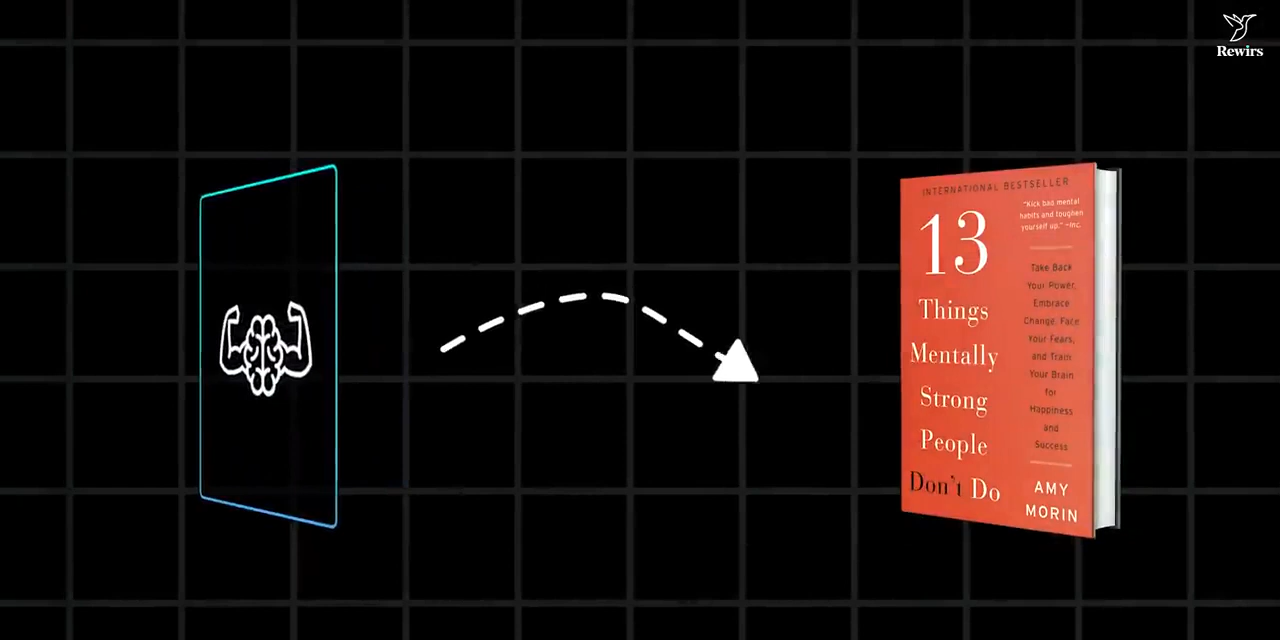 Rewirs
INTERNATIONAL BESTSELLER
13
Things
Mentally
Strong
People
Don't Do
"Kick bad mental
habits and toughen
yourself up." —Inc.
Take Back
Your Power,
Embrace
Change, Face
Your Fears,
and Train
Your Brain
for
Happiness
and
Success
AMY
MORIN